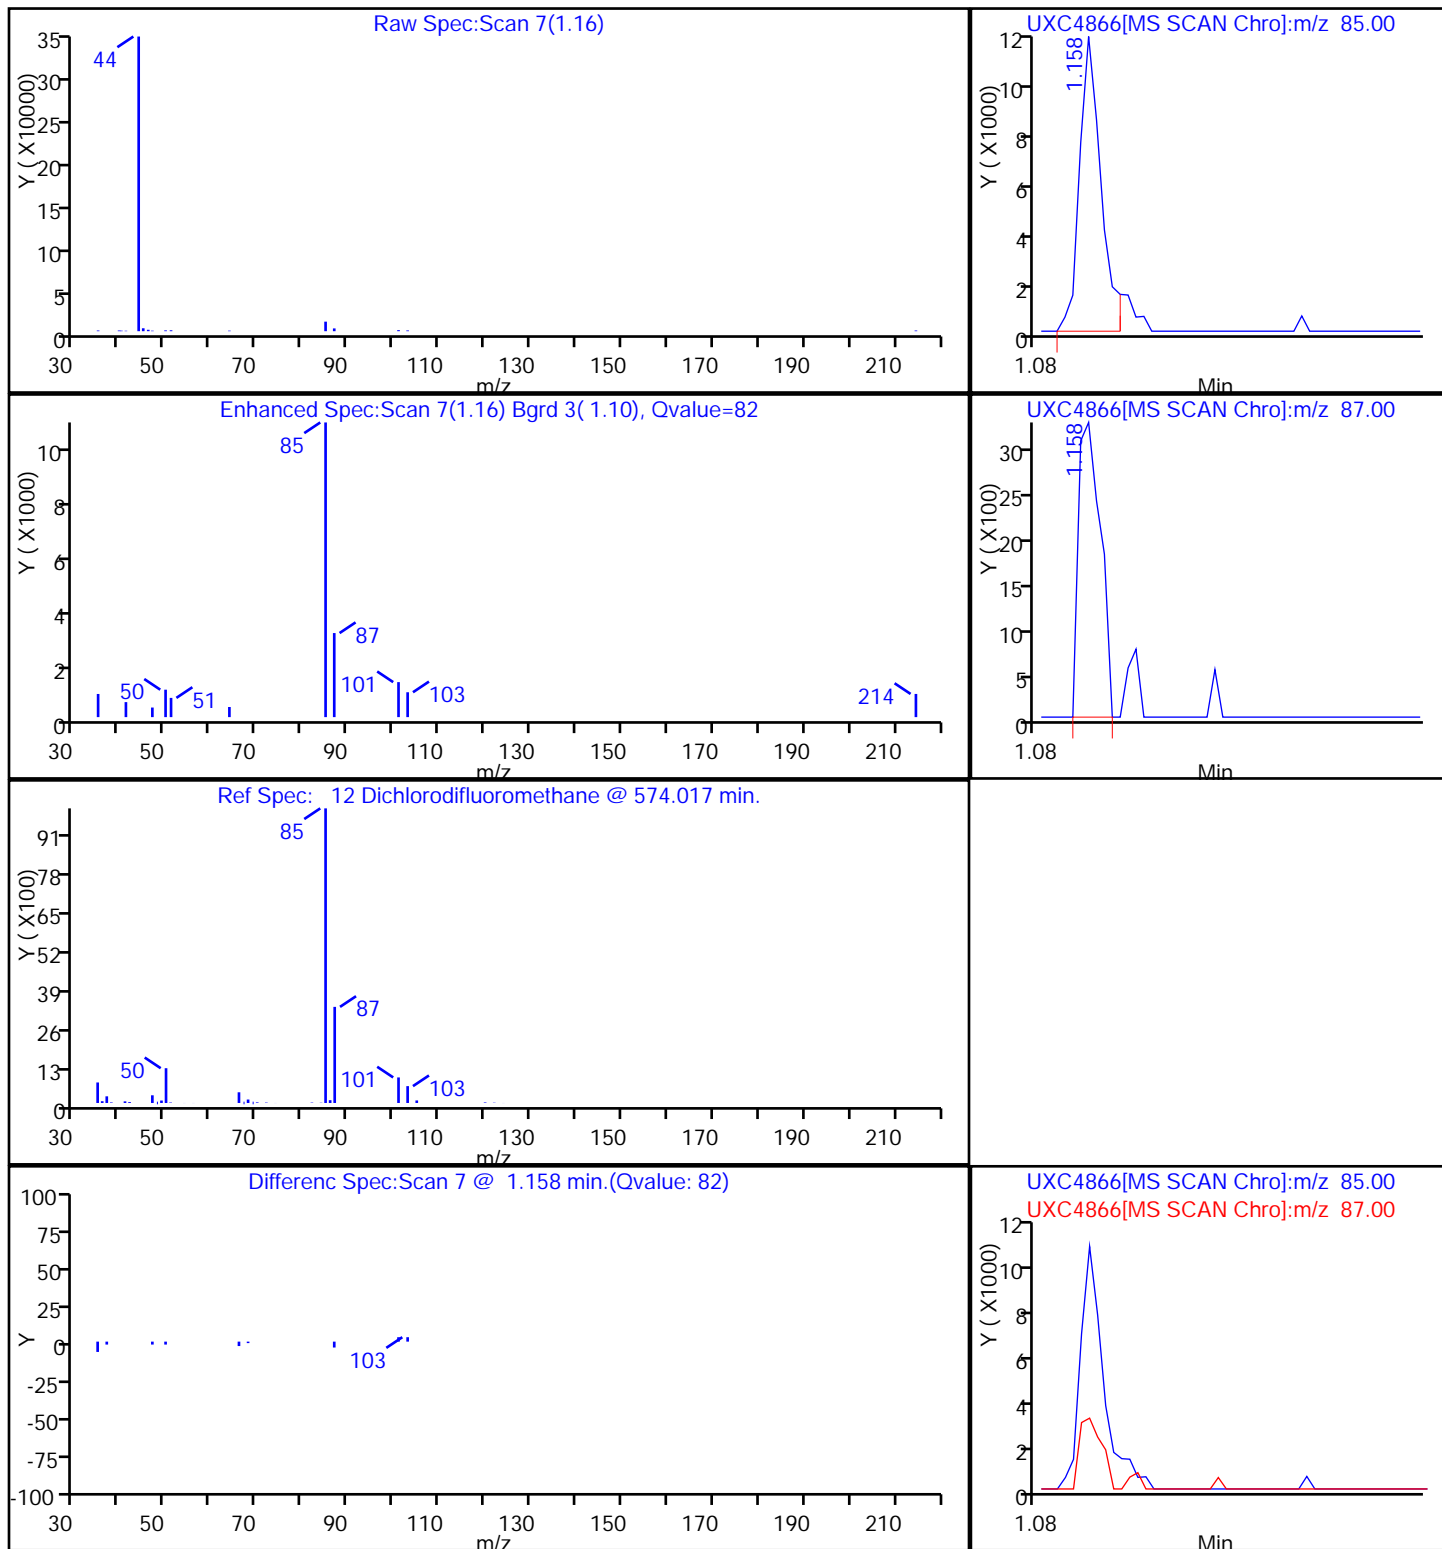 Raw Spec:Scan 7(1.16)
35
30
25
20
15
10
5
0
Y ( X10000)
44
30 50 70 90 110 130 150 170 190 210
m/z
UXC4866[MS SCAN Chro]:m/z 85.00
12
10
8
6
4
2
0
Y ( X1000)
1.158
1.08
Min
Enhanced Spec:Scan 7(1.16) Bgrd 3( 1.10), Qvalue=82
10
8
6
4
2
0
Y ( X1000)
85
87
50
51
101
103
214
30 50 70 90 110 130 150 170 190 210
m/z
UXC4866[MS SCAN Chro]:m/z 87.00
30
25
20
15
10
5
0
Y ( X100)
1.158
1.08
Min
Ref Spec: 12 Dichlorodifluoromethane @ 574.017 min.
91
78
65
52
39
26
13
0
Y ( X100)
85
87
50
101
103
30 50 70 90 110 130 150 170 190 210
m/z
Differenc Spec:Scan 7 @ 1.158 min.(Qvalue: 82)
100
75
50
25
0
-25
-50
-75
-100
Y
103
30 50 70 90 110 130 150 170 190 210
m/z
UXC4866[MS SCAN Chro]:m/z 85.00
UXC4866[MS SCAN Chro]:m/z 87.00
12
10
8
6
4
2
0
Y ( X1000)
1.08
Min